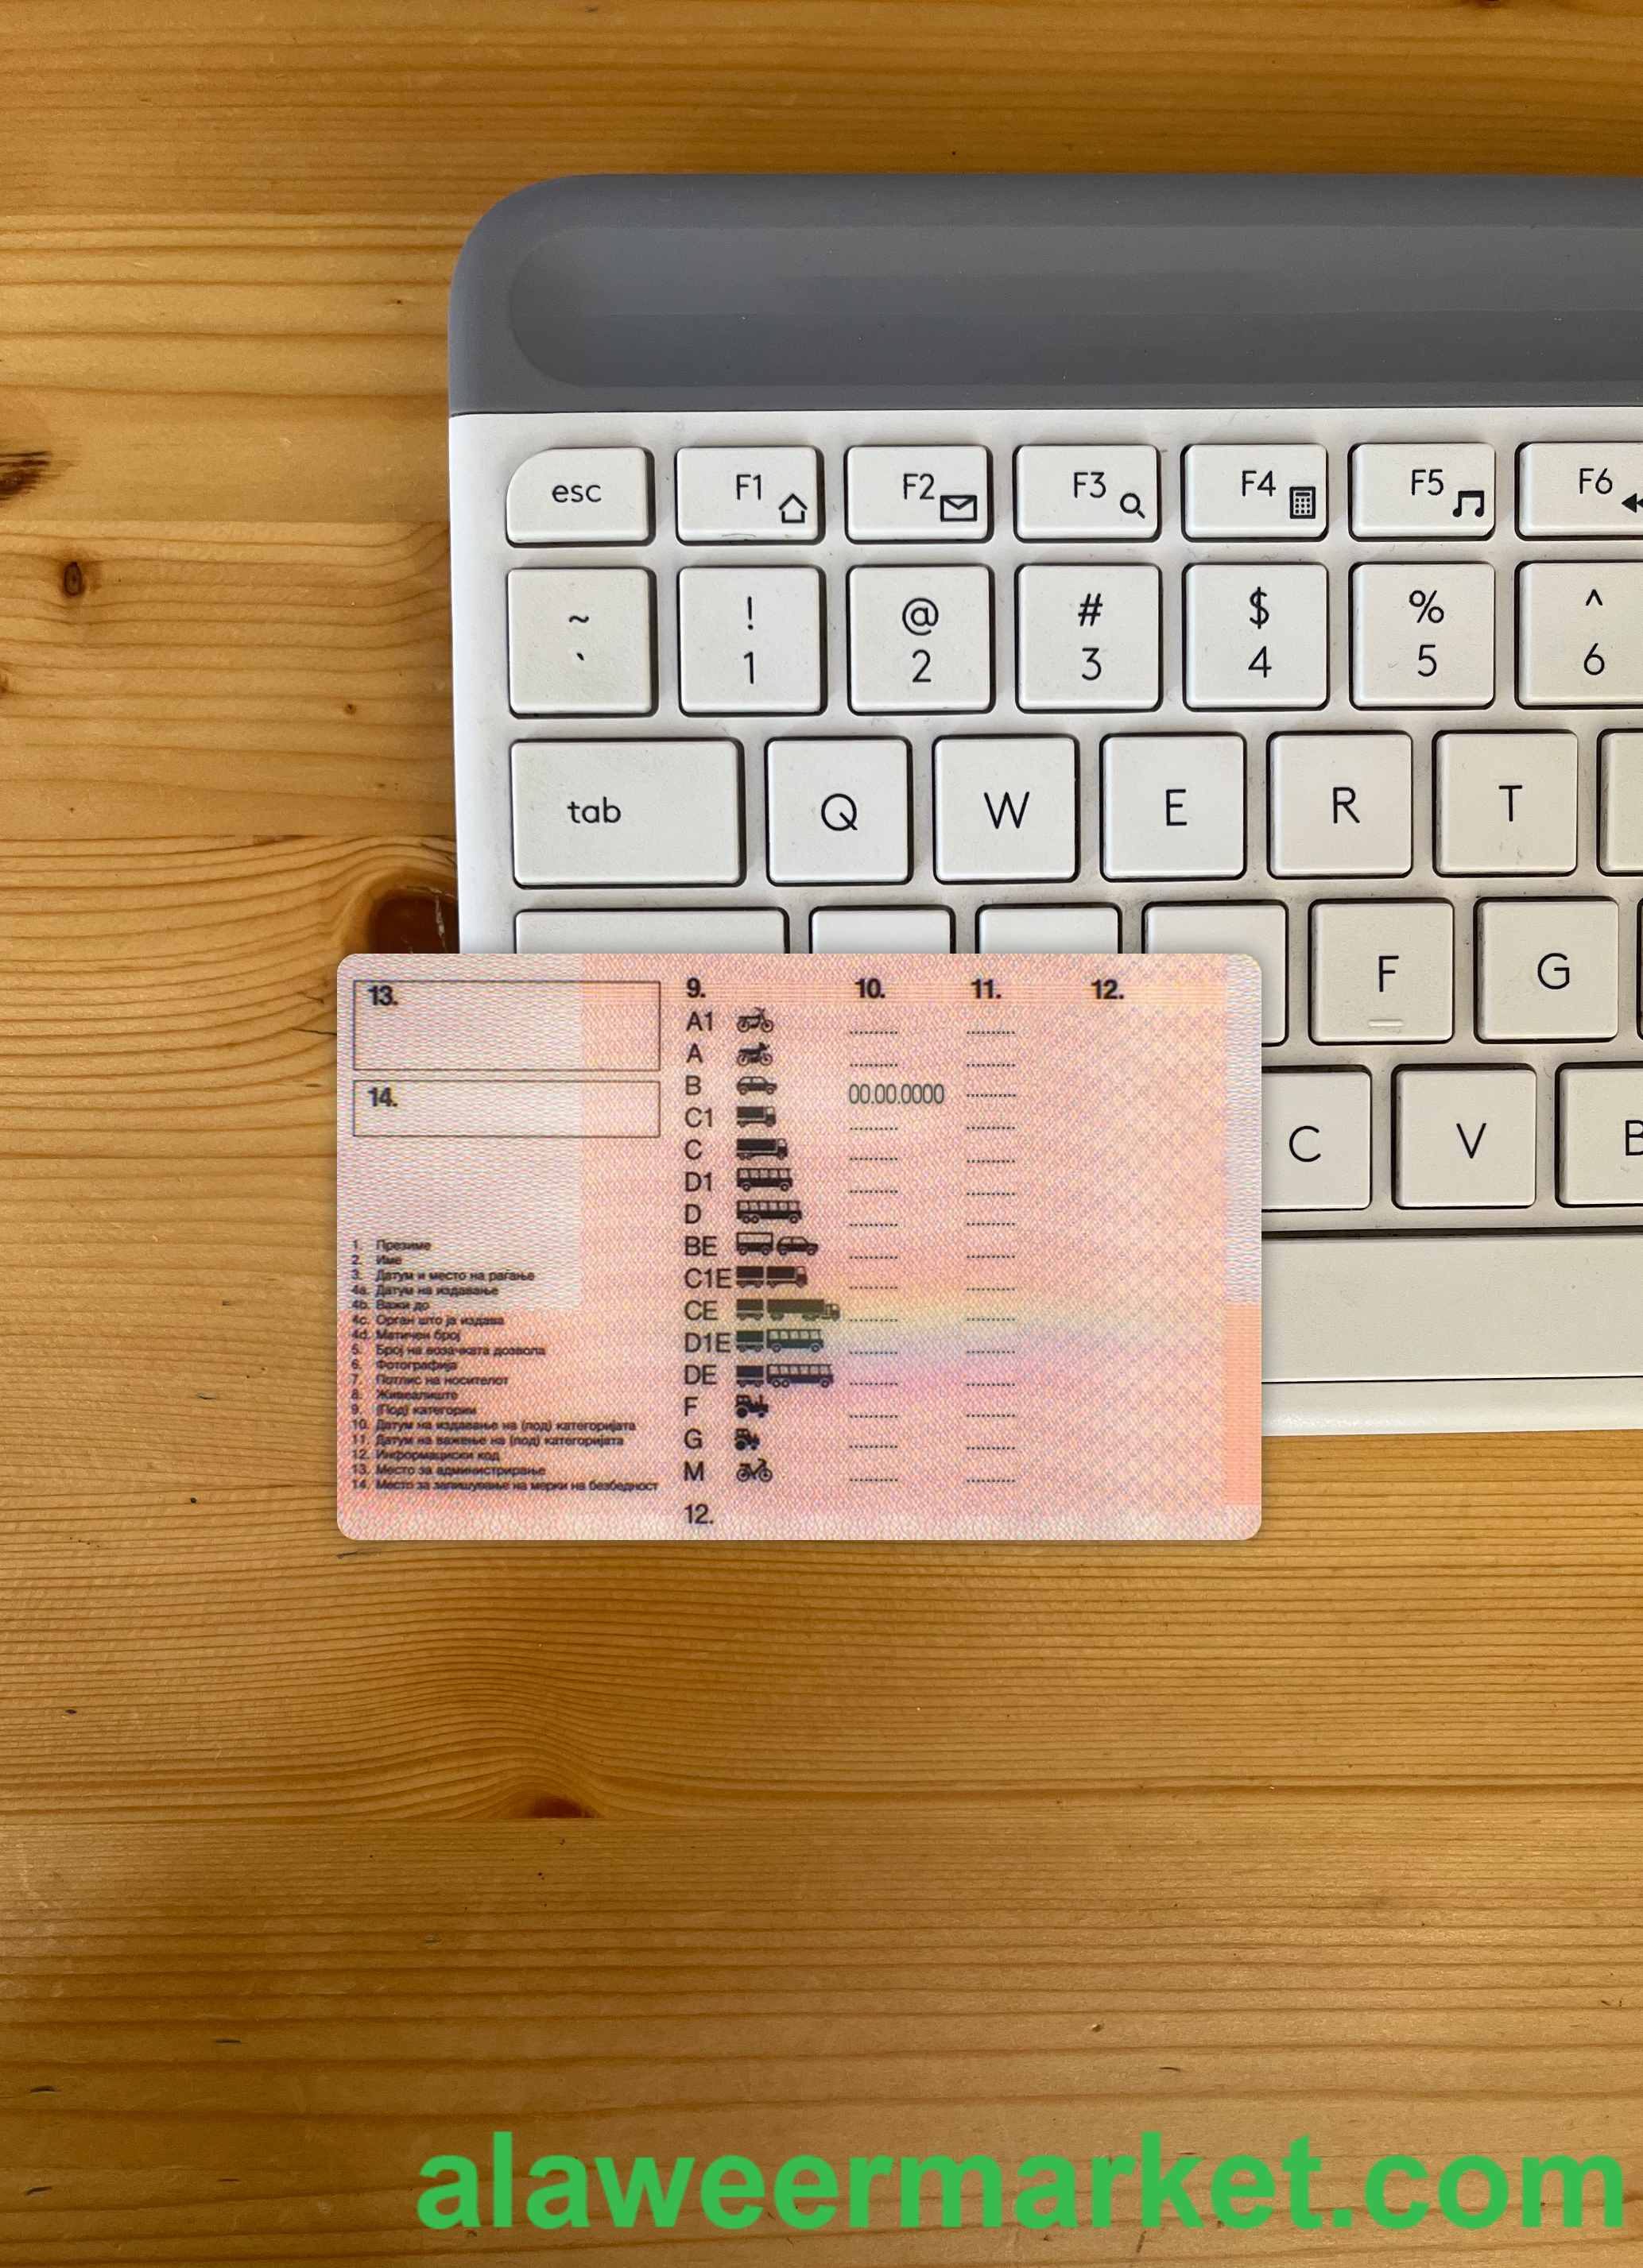 esc F1 F2 F3 F4 F5 F6
~ ! @ # $ % ^
` 1 2 3 4 5 6
tab Q W E R T
F G
C V B
13.
14.
9. 10. 11. 12.
A1
A
B 00.00.0000
C1
C
D1
D
BE
C1E
CE
D1E
DE
F
G
M
12.
1. Презиме
2. Име
3. Датум и место на раѓање
4a. Датум на издавање
4b. Важи до
4c. Орган што ја издава
4d. Матичен број
5. Број на возачката дозвола
6. Фотографија
7. Потпис на носителот
8. Живеалиште
9. (Под) категории
10. Датум на издавање на (под) категоријата
11. Датум на важење на (под) категоријата
12. Информациски код
13. Место за администрирање
14. Место за запишување на мерки на безбедност
alaweermarket.com